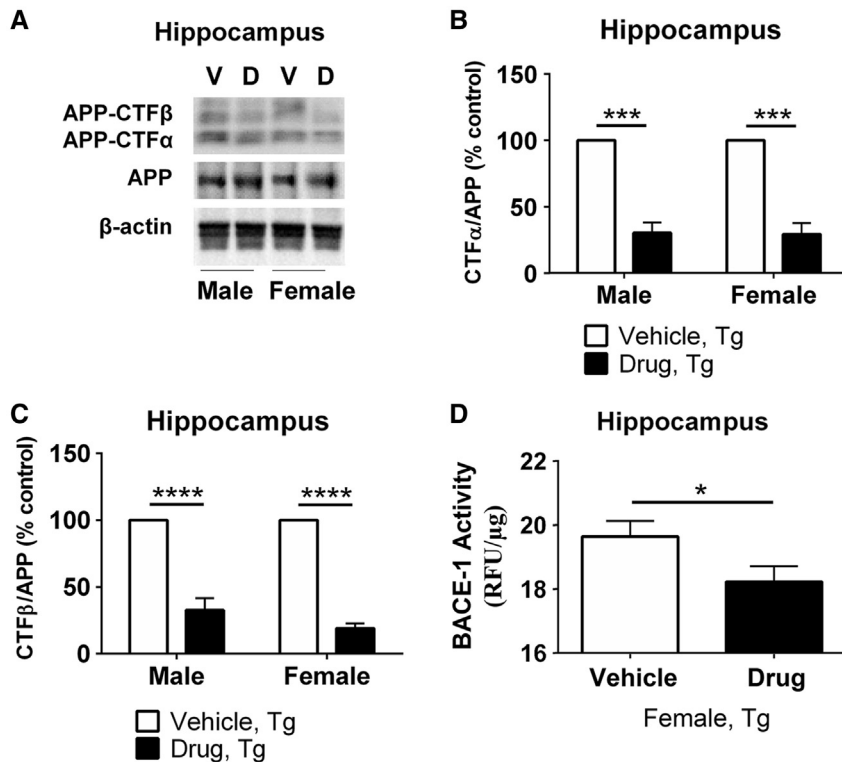 A
Hippocampus
V D V D
APP-CTFβ
APP-CTFα
APP
β-actin
Male Female
B
Hippocampus
CTFα/APP (% control)
150
100
50
0
*** ***
Male Female
Vehicle, Tg
Drug, Tg
C
Hippocampus
CTFβ/APP (% control)
150
100
50
0
**** ****
Male Female
Vehicle, Tg
Drug, Tg
D
Hippocampus
BACE-1 Activity
(RFU/µg)
22
20
18
16
*
Vehicle Drug
Female, Tg